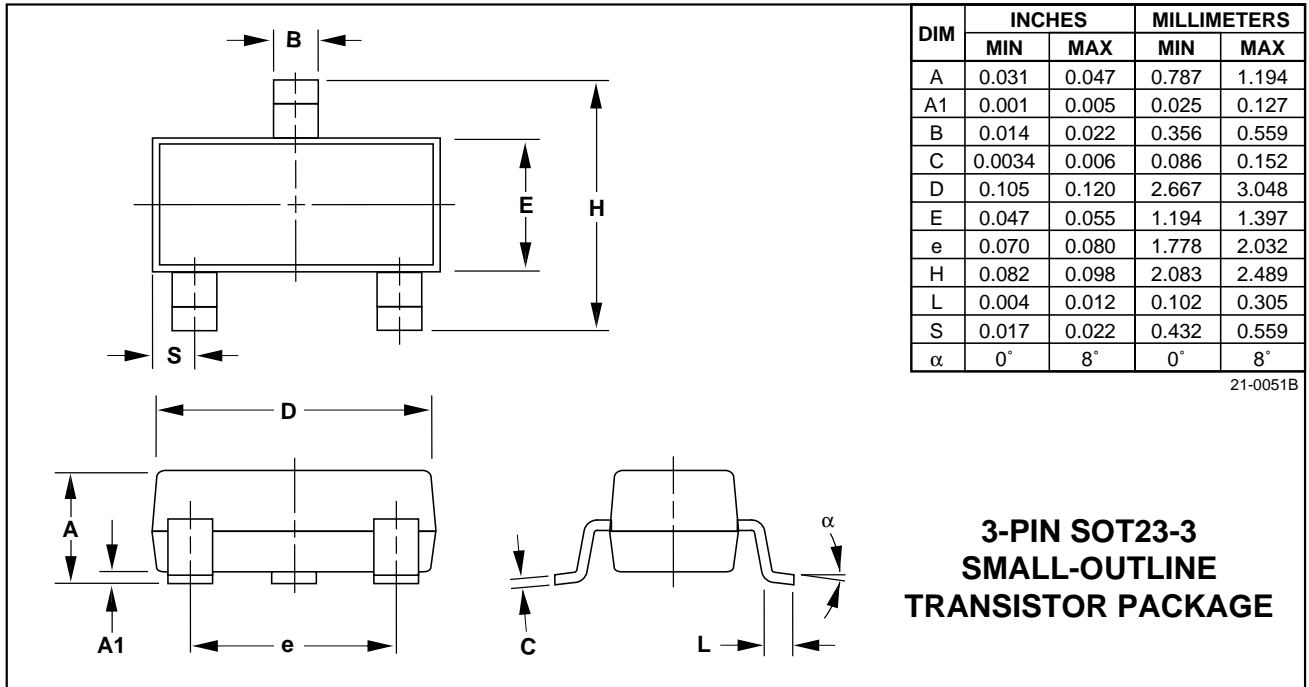 B
E
H
S
DIM INCHES MILLIMETERS
MIN MAX MIN MAX
A 0.031 0.047 0.787 1.194
A1 0.001 0.005 0.025 0.127
B 0.014 0.022 0.356 0.559
C 0.0034 0.006 0.086 0.152
D 0.105 0.120 2.667 3.048
E 0.047 0.055 1.194 1.397
e 0.070 0.080 1.778 2.032
H 0.082 0.098 2.083 2.489
L 0.004 0.012 0.102 0.305
S 0.017 0.022 0.432 0.559
α 0° 8° 0° 8°
21-0051B
D
A
A1
e
C
L
α
3-PIN SOT23-3
SMALL-OUTLINE
TRANSISTOR PACKAGE